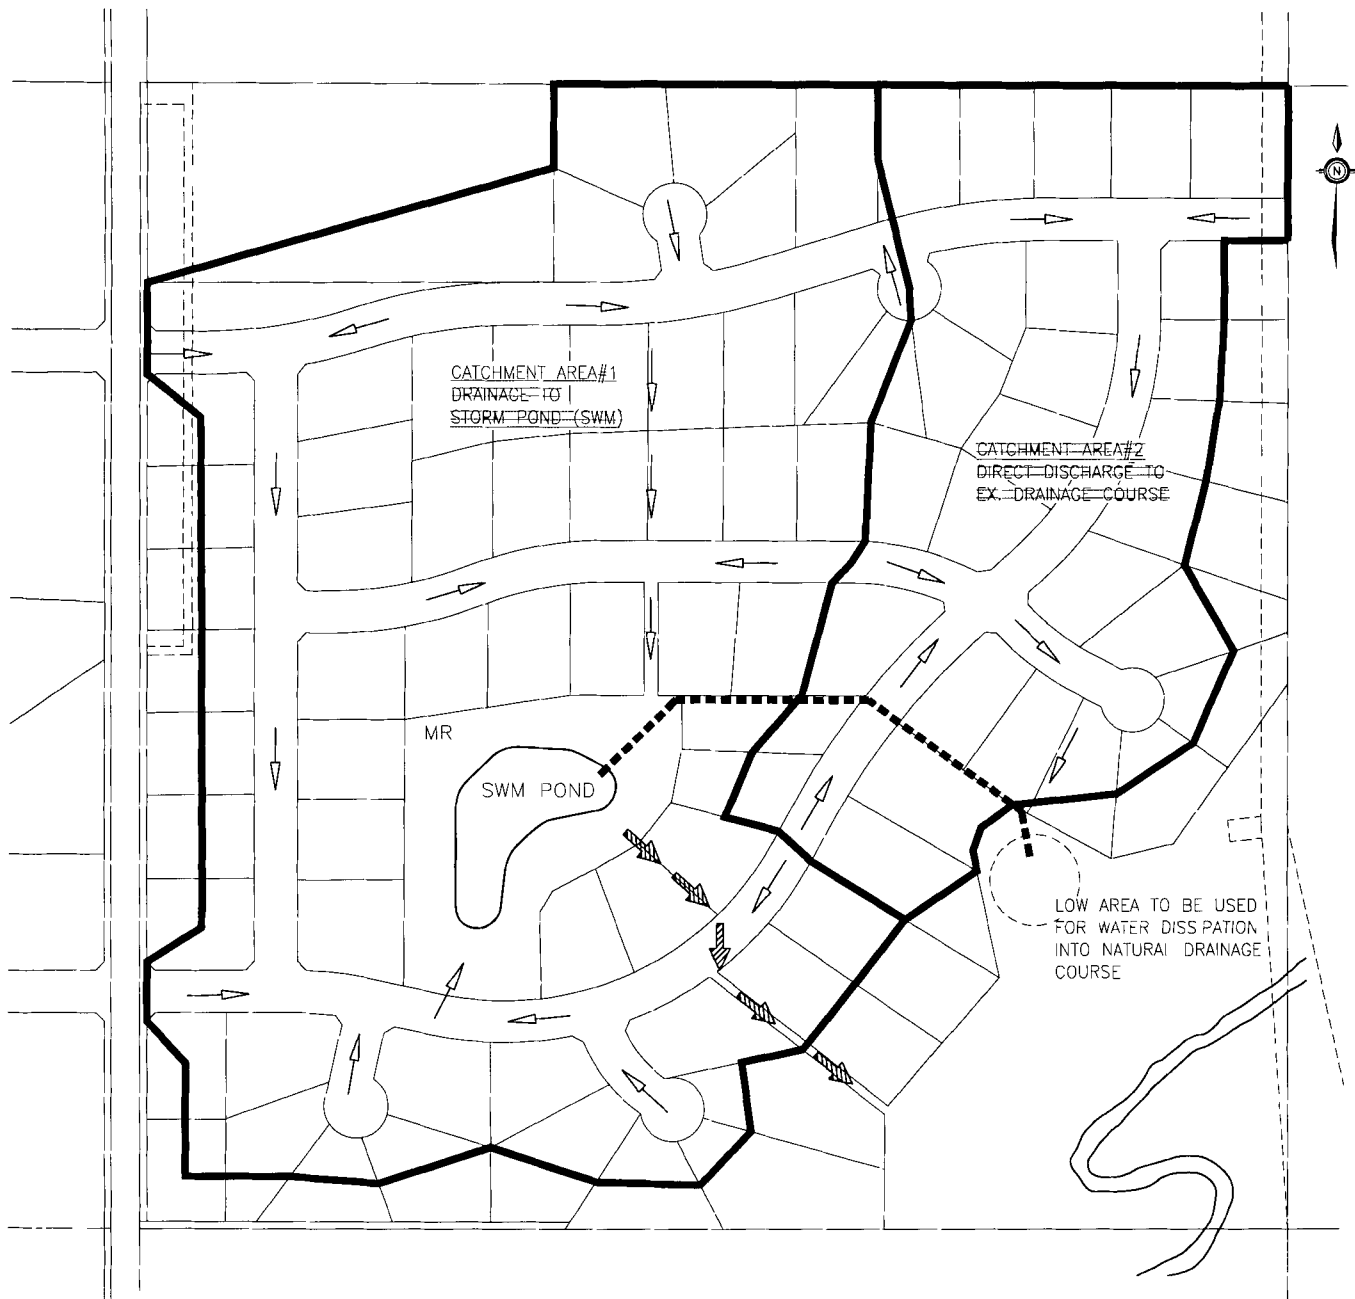 N
CATCHMENT AREA#1
DRAINAGE TO
STORM POND (SWM)
CATCHMENT AREA#2
DIRECT DISCHARGE TO
EX. DRAINAGE COURSE
MR
SWM POND
LOW AREA TO BE USED
FOR WATER DISS PATION
INTO NATURAL DRAINAGE
COURSE